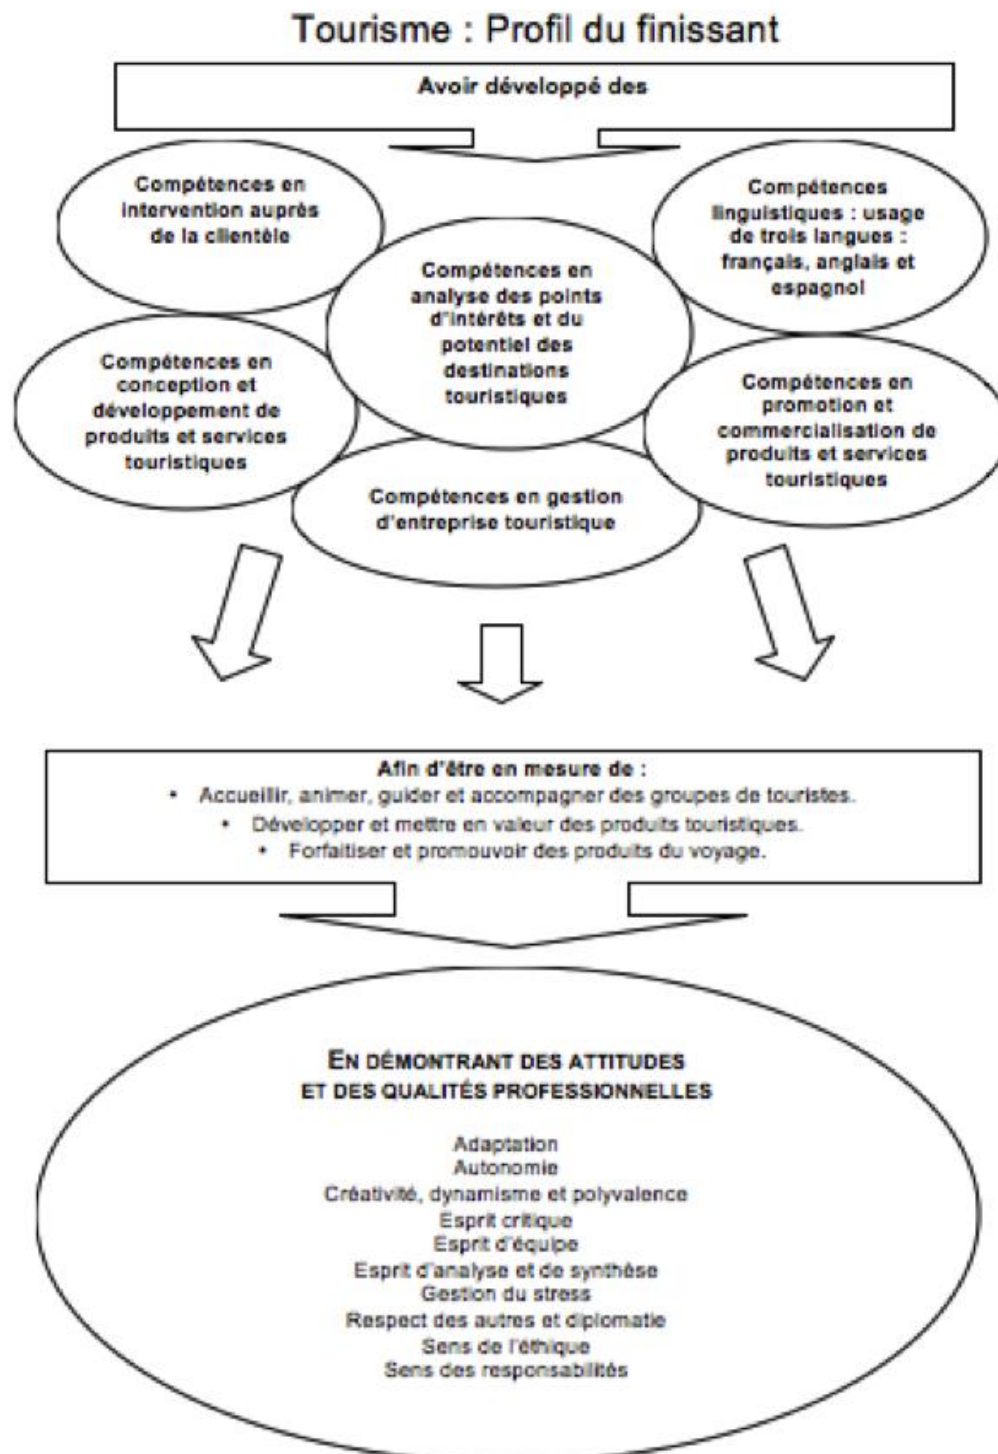 Tourisme : Profil du finissant
Avoir développé des
Compétences en
intervention auprès
de la clientèle
Compétences
linguistiques : usage
de trois langues :
français, anglais et
espagnol
Compétences en
analyse des points
d'intérêts et du
potentiel des
destinations
touristiques
Compétences en
conception et
développement de
produits et services
touristiques
Compétences en
promotion et
commercialisation de
produits et services
touristiques
Compétences en gestion
d'entreprise touristique
Afin d'être en mesure de :
• Accueillir, animer, guider et accompagner des groupes de touristes.
• Développer et mettre en valeur des produits touristiques.
• Forfaitiser et promouvoir des produits du voyage.
EN DÉMONTRANT DES ATTITUDES
ET DES QUALITÉS PROFESSIONNELLES
Adaptation
Autonomie
Créativité, dynamisme et polyvalence
Esprit critique
Esprit d'équipe
Esprit d'analyse et de synthèse
Gestion du stress
Respect des autres et diplomatie
Sens de l'éthique
Sens des responsabilités